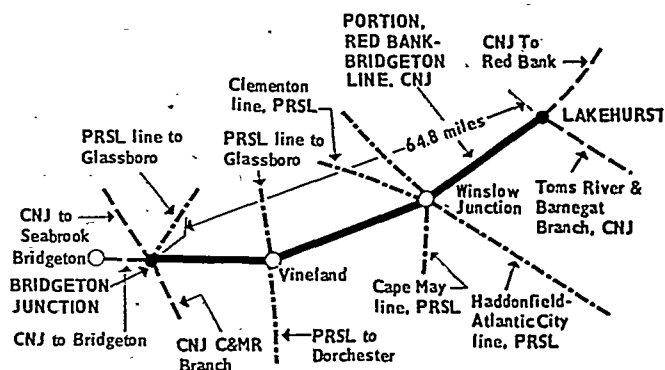 PORTION,
RED BANK-
BRIDGETON
LINE, CNJ
CNJ To
Red Bank
Clementon
line, PRSL
LAKEHURST
64.8 miles
PRSL line to
Glassboro
PRSL line to
Glassboro
Winslow
Junction
Toms River &
Barnegat
Branch, CNJ
CNJ to
Seabrook
Bridgeton
BRIDGETON
JUNCTION
Vineland
Cape May
line, PRSL
Haddonfield-
Atlantic City
line, PRSL
CNJ to Bridgeton
CNJ C&MR
Branch
PRSL to
Dorchester